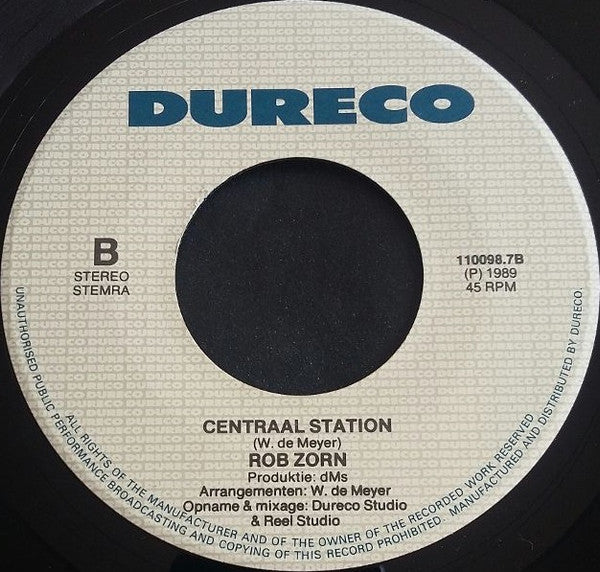 DURECO
B
STEREO
STEMRA
110098.7B
(P) 1989
45 RPM
CENTRAAL STATION
(W. de Meyer)
ROB ZORN
Produktie: dMs
Arrangementen: W. de Meyer
Opname & mixage: Dureco Studio
& Reel Studio
ALL RIGHTS OF THE MANUFACTURER AND OF THE OWNER OF THE RECORDED WORK RESERVED
UNAUTHORISED PUBLIC PERFORMANCE BROADCASTING AND COPYING OF THIS RECORD PROHIBITED. MANUFACTURED AND DISTRIBUTED BY DURECO